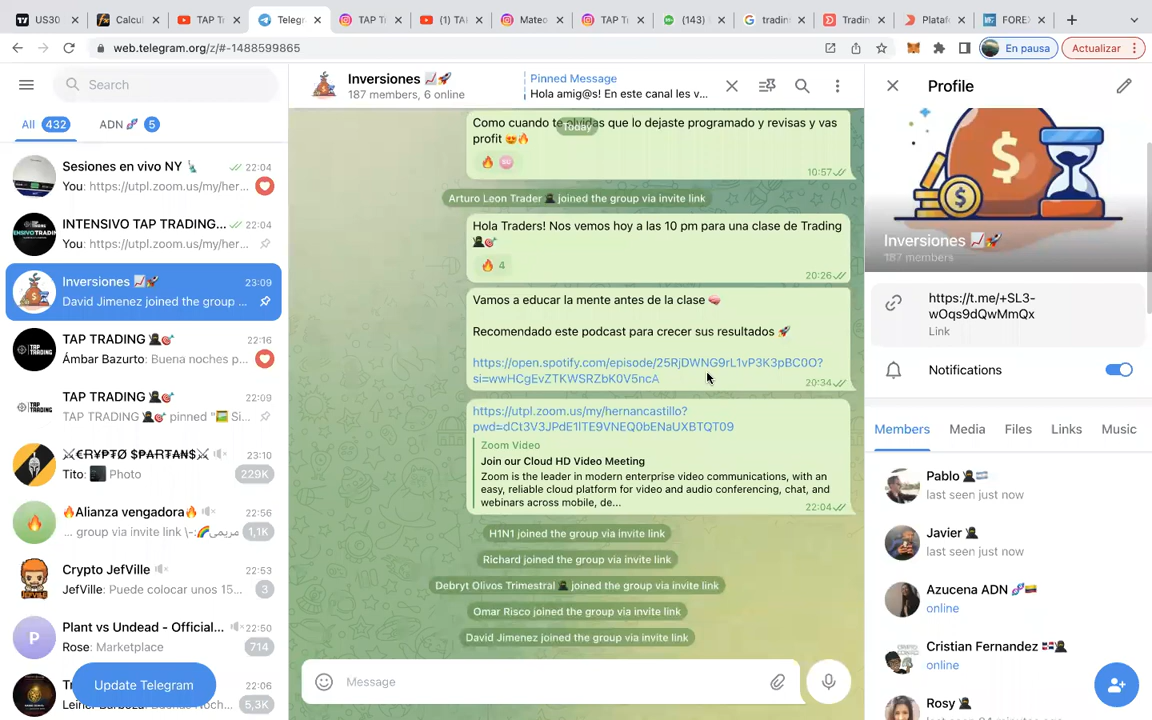 US30
Calcul
TAP Tr
Telegr
TAP Tr
(1) TAI
Mateo
TAP Tr
(143)
tradin
Tradin
Plataf
FOREX
web.telegram.org/z/#-1488599865
En pausa
Actualizar
Search
All 432
ADN 🧬 5
Sesiones en vivo NY 🗽 22:04
You: https://utpl.zoom.us/my/her...
INTENSIVO TAP TRADING... 22:04
You: https://utpl.zoom.us/my/her...
Inversiones 📈🚀 23:09
David Jimenez joined the group ...
TAP TRADING 🥷🎯 22:16
Ámbar Bazurto: Buena noches p...
TAP TRADING 🥷🎯 22:09
TAP TRADING 🥷🎯 pinned "🖼 Si...
⚔€ⱤɎ₱₮Ø $₱₳Ɽ₮₳₦$⚔ 23:10
Tito: Photo 229K
🔥Alianza vengadora🔥 22:56
... group via invite link 1,1K
Crypto JefVille 22:53
JefVille: Puede colocar unos 15... 3
Plant vs Undead - Official... 22:50
Rose: Marketplace 714
22:06
5,3K
Update Telegram
Inversiones 📈🚀
187 members, 6 online
Pinned Message
Hola amig@s! En este canal les v...
Como cuando te olvidas que lo dejaste programado y revisas y vas
Today
profit 😍🔥
10:57
Arturo Leon Trader 🥷 joined the group via invite link
Hola Traders! Nos vemos hoy a las 10 pm para una clase de Trading
🥷🎯
🔥 4
20:26
Vamos a educar la mente antes de la clase 🧠
Recomendado este podcast para crecer sus resultados 🚀
https://open.spotify.com/episode/25RjDWNG9rL1vP3K3pBC0O?
si=wwHCgEvZTKWSRZbK0V5ncA
20:34
https://utpl.zoom.us/my/hernancastillo?
pwd=dCt3V3JPdE1lTE9VNEQ0bENaUXBTQT09
Zoom Video
Join our Cloud HD Video Meeting
Zoom is the leader in modern enterprise video communications, with an
easy, reliable cloud platform for video and audio conferencing, chat, and
webinars across mobile, de...
22:04
H1N1 joined the group via invite link
Richard joined the group via invite link
Debryt Olivos Trimestral 🥷 joined the group via invite link
Omar Risco joined the group via invite link
David Jimenez joined the group via invite link
Message
Profile
Inversiones 📈🚀
187 members
https://t.me/+SL3-
wOqs9dQwMmQx
Link
Notifications
Members
Media
Files
Links
Music
Pablo 🥷🇭🇳
last seen just now
Javier 🥷
last seen just now
Azucena ADN 🧬🇪🇨
online
Cristian Fernandez 🇩🇴🥷
online
Rosy 🥷